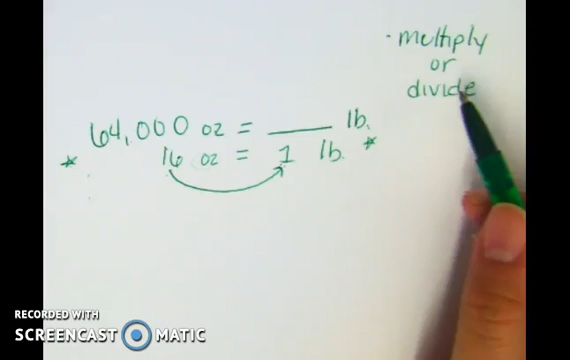 · multiply
or
divide
64,000 oz = ____ lb.
* 16 oz = 1 lb. *
RECORDED WITH
SCREENCAST MATIC